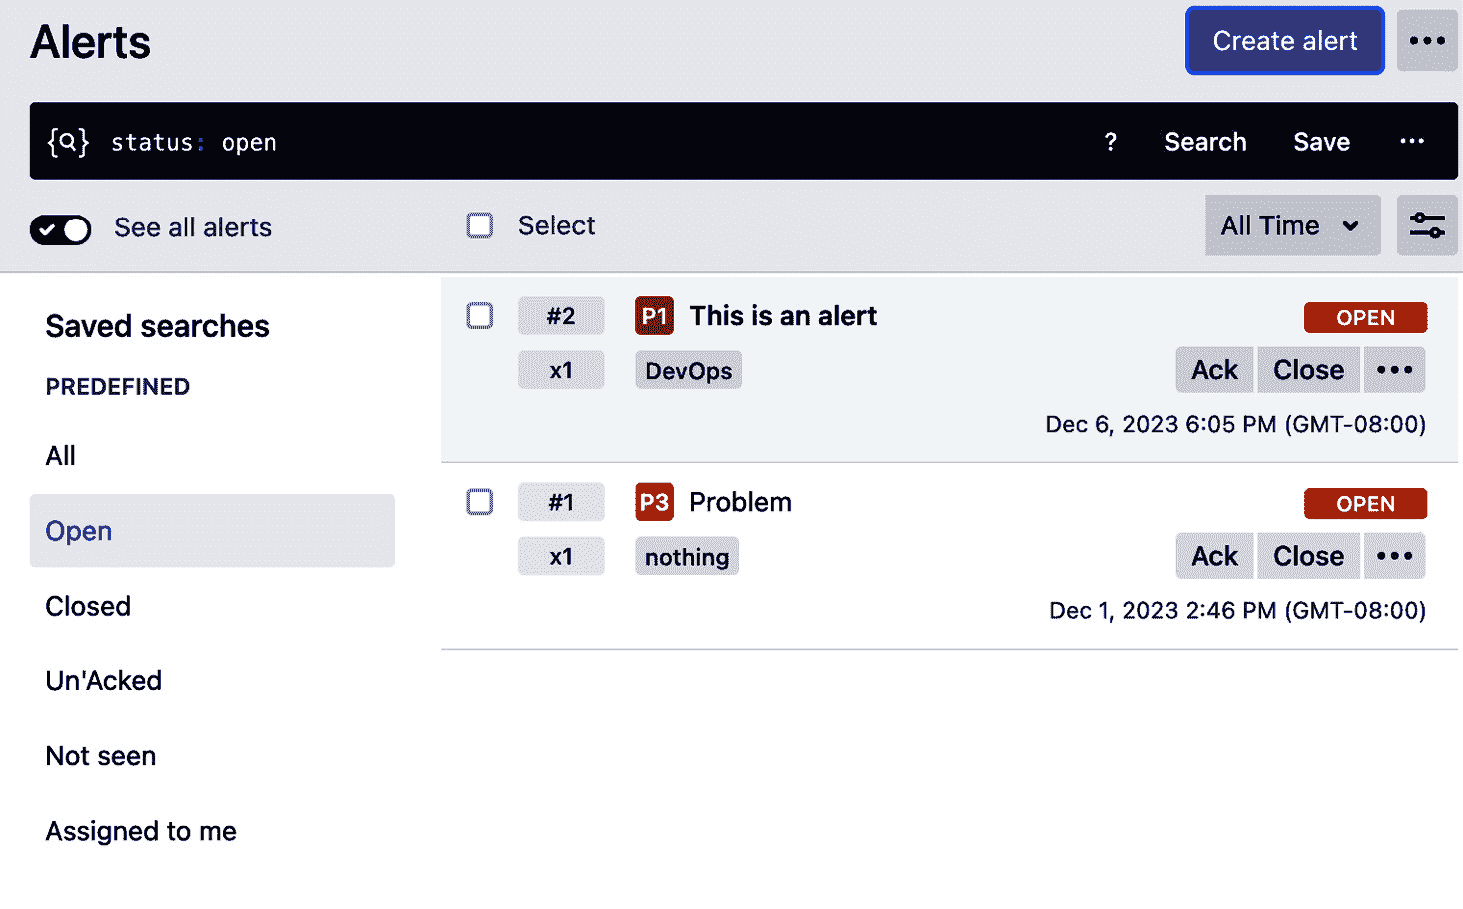 Alerts
Create alert
status: open
? Search Save
See all alerts
Select
All Time
Saved searches
PREDEFINED
All
Open
Closed
Un'Acked
Not seen
Assigned to me
#2 P1 This is an alert OPEN
x1 DevOps Ack Close
Dec 6, 2023 6:05 PM (GMT-08:00)
#1 P3 Problem OPEN
x1 nothing Ack Close
Dec 1, 2023 2:46 PM (GMT-08:00)